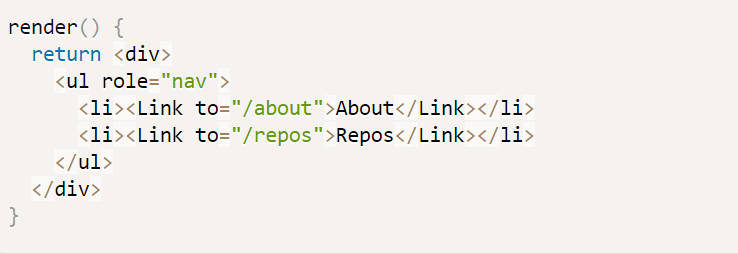 render() {
  return <div>
    <ul role="nav">
      <li><Link to="/about">About</Link></li>
      <li><Link to="/repos">Repos</Link></li>
    </ul>
  </div>
}